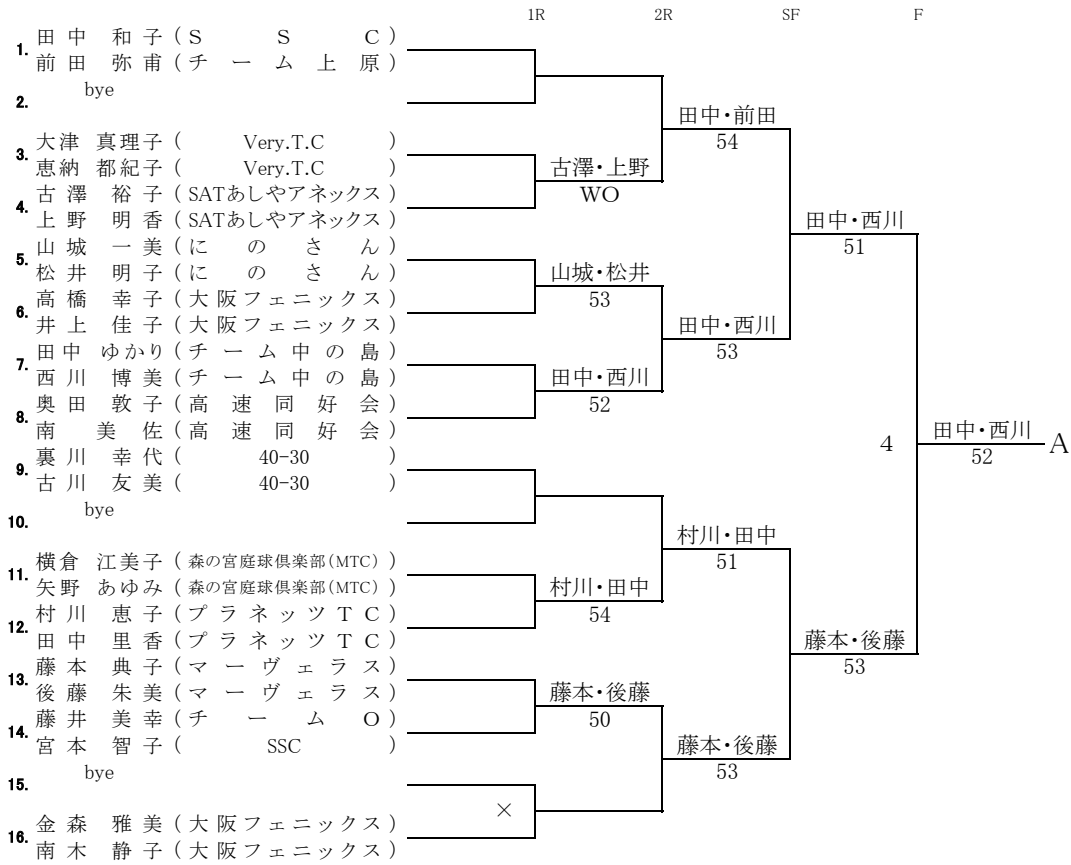 1R 2R SF F
1. 田中 和子 ( S S C )
前田 弥甫 ( チーム上原 )
bye
2.
田中・前田
54
3. 大津 真理子 ( Very.T.C )
恵納 都紀子 ( Very.T.C )
古澤・上野
WO
4. 古澤 裕子 ( SATあしやアネックス )
上野 明香 ( SATあしやアネックス )
田中・西川
51
5. 山城 一美 ( にのさん )
松井 明子 ( にのさん )
山城・松井
53
6. 高橋 幸子 ( 大阪フェニックス )
井上 佳子 ( 大阪フェニックス )
田中・西川
53
7. 田中 ゆかり ( チーム中の島 )
西川 博美 ( チーム中の島 )
田中・西川
52
8. 奥田 敦子 ( 高速同好会 )
南 美佐 ( 高速同好会 )
4 田中・西川 A
52
9. 裏川 幸代 ( 40-30 )
古川 友美 ( 40-30 )
bye
10.
村川・田中
51
11. 横倉 江美子 ( 森の宮庭球倶楽部(MTC) )
矢野 あゆみ ( 森の宮庭球倶楽部(MTC) )
村川・田中
54
12. 村川 恵子 ( プラネッツTC )
田中 里香 ( プラネッツTC )
藤本・後藤
53
13. 藤本 典子 ( マーヴェラス )
後藤 朱美 ( マーヴェラス )
藤本・後藤
50
14. 藤井 美幸 ( チームO )
宮本 智子 ( SSC )
藤本・後藤
53
bye
15.
×
16. 金森 雅美 ( 大阪フェニックス )
南木 静子 ( 大阪フェニックス )